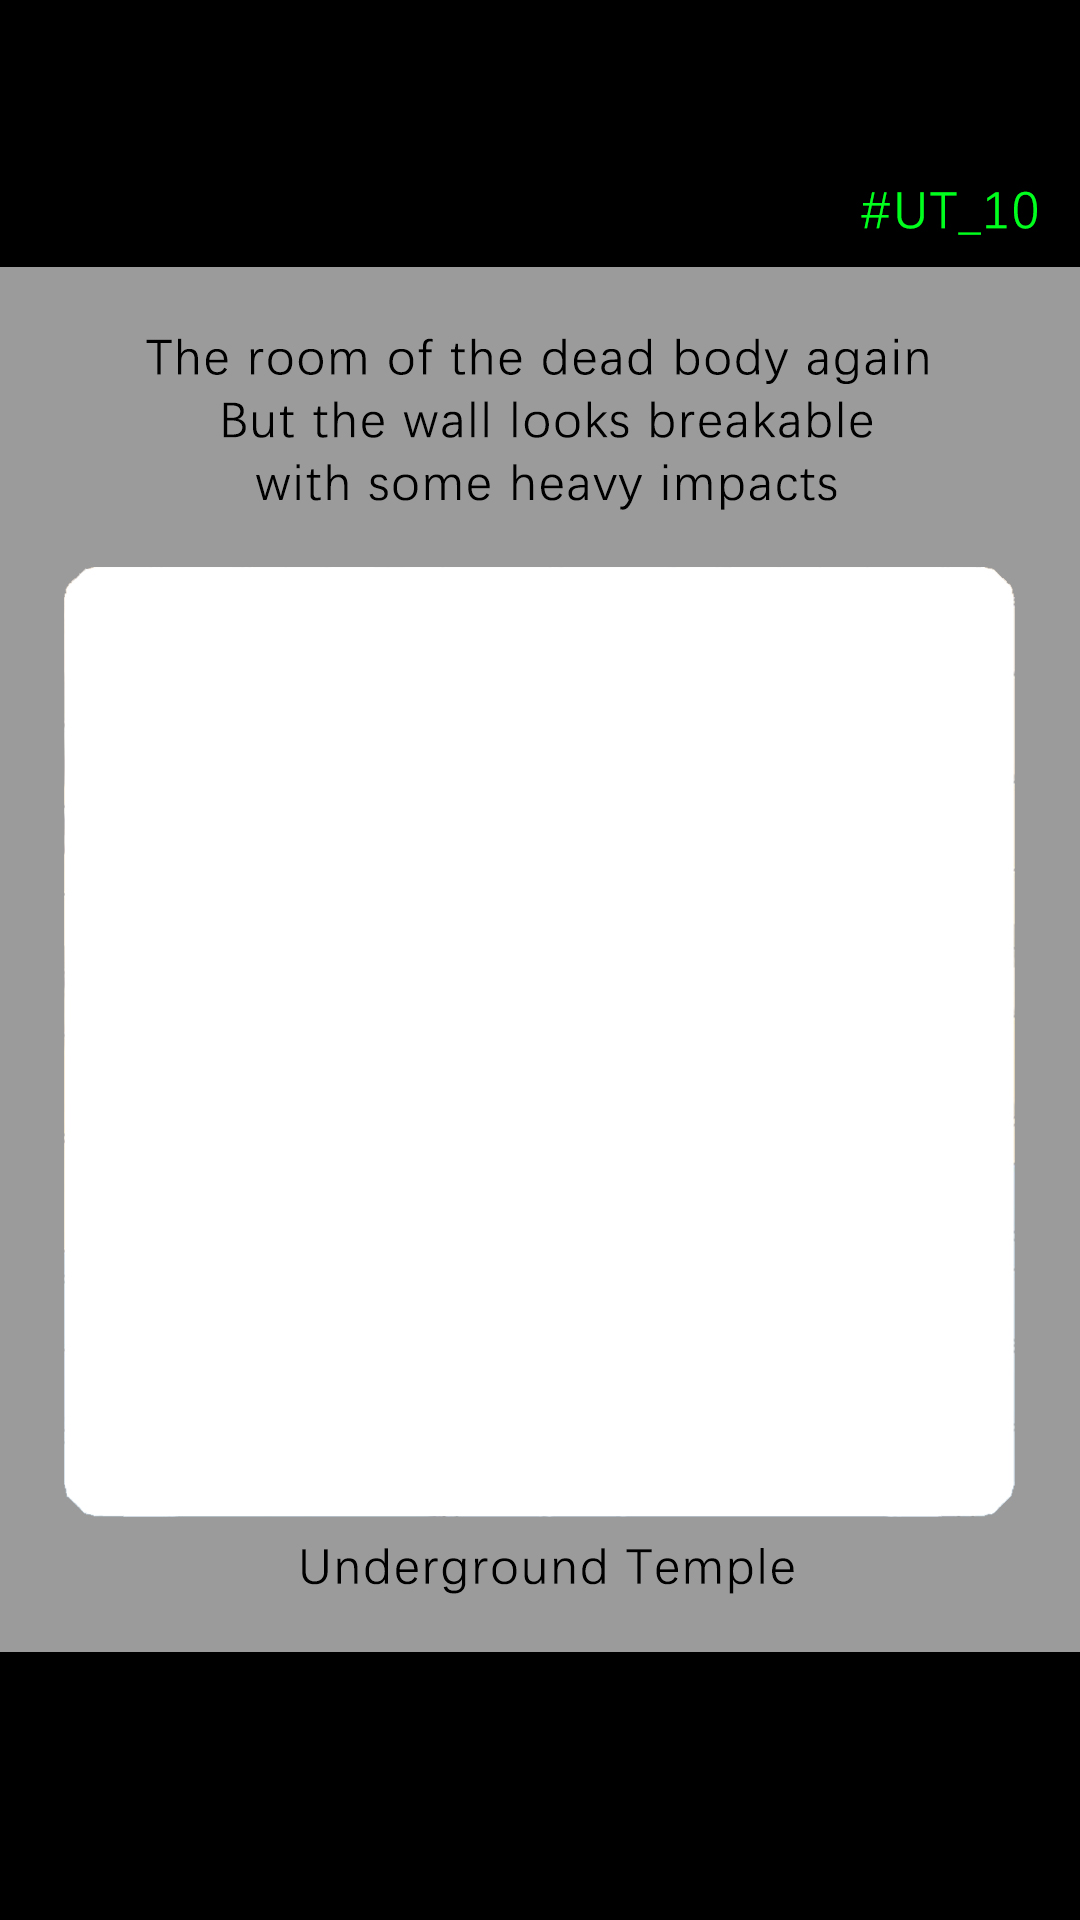 #UT_10
The room of the dead body again
But the wall looks breakable
with some heavy impacts
Underground Temple